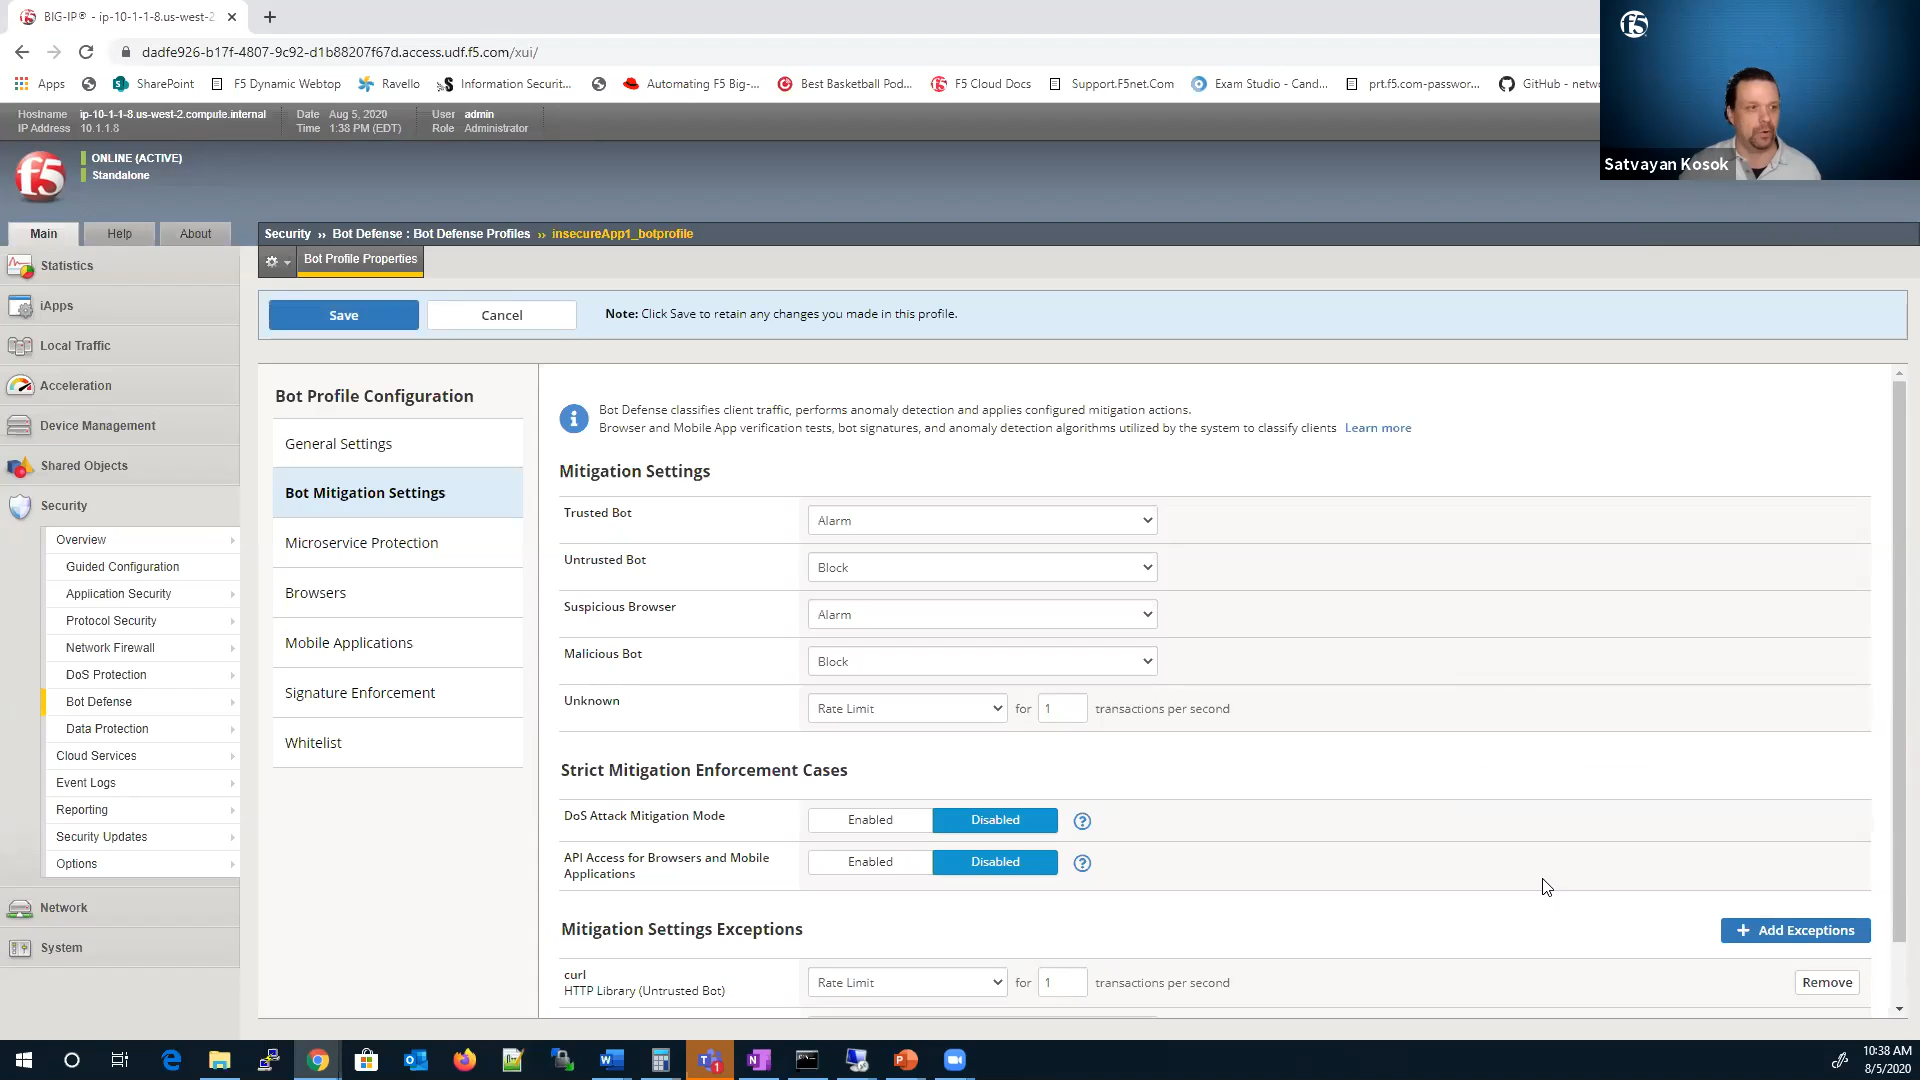 BIG-IP® - ip-10-1-1-8.us-west-2
dadfe926-b17f-4807-9c92-d1b88207f67d.access.udf.f5.com/xui/
Apps
SharePoint
F5 Dynamic Webtop
Ravello
Information Securit...
Automating F5 Big-...
Best Basketball Pod...
F5 Cloud Docs
Support.F5net.Com
Exam Studio - Cand...
prt.f5.com-passwor...
GitHub - netw
f5
Satvayan Kosok
Hostname ip-10-1-1-8.us-west-2.compute.internal
Date Aug 5, 2020
User admin
IP Address 10.1.1.8
Time 1:38 PM (EDT)
Role Administrator
f5
ONLINE (ACTIVE)
Standalone
Main
Help
About
Security ›› Bot Defense : Bot Defense Profiles ›› insecureApp1_botprofile
Bot Profile Properties
Statistics
iApps
Local Traffic
Acceleration
Device Management
Shared Objects
Security
Overview
Guided Configuration
Application Security
Protocol Security
Network Firewall
DoS Protection
Bot Defense
Data Protection
Cloud Services
Event Logs
Reporting
Security Updates
Options
Network
System
Save
Cancel
Note: Click Save to retain any changes you made in this profile.
Bot Profile Configuration
General Settings
Bot Mitigation Settings
Microservice Protection
Browsers
Mobile Applications
Signature Enforcement
Whitelist
Bot Defense classifies client traffic, performs anomaly detection and applies configured mitigation actions.
Browser and Mobile App verification tests, bot signatures, and anomaly detection algorithms utilized by the system to classify clients Learn more
Mitigation Settings
Trusted Bot
Alarm
Untrusted Bot
Block
Suspicious Browser
Alarm
Malicious Bot
Block
Unknown
Rate Limit for 1 transactions per second
Strict Mitigation Enforcement Cases
DoS Attack Mitigation Mode
Enabled
Disabled
API Access for Browsers and Mobile
Applications
Enabled
Disabled
Mitigation Settings Exceptions
+ Add Exceptions
curl
HTTP Library (Untrusted Bot)
Rate Limit for 1 transactions per second
Remove
10:38 AM
8/5/2020